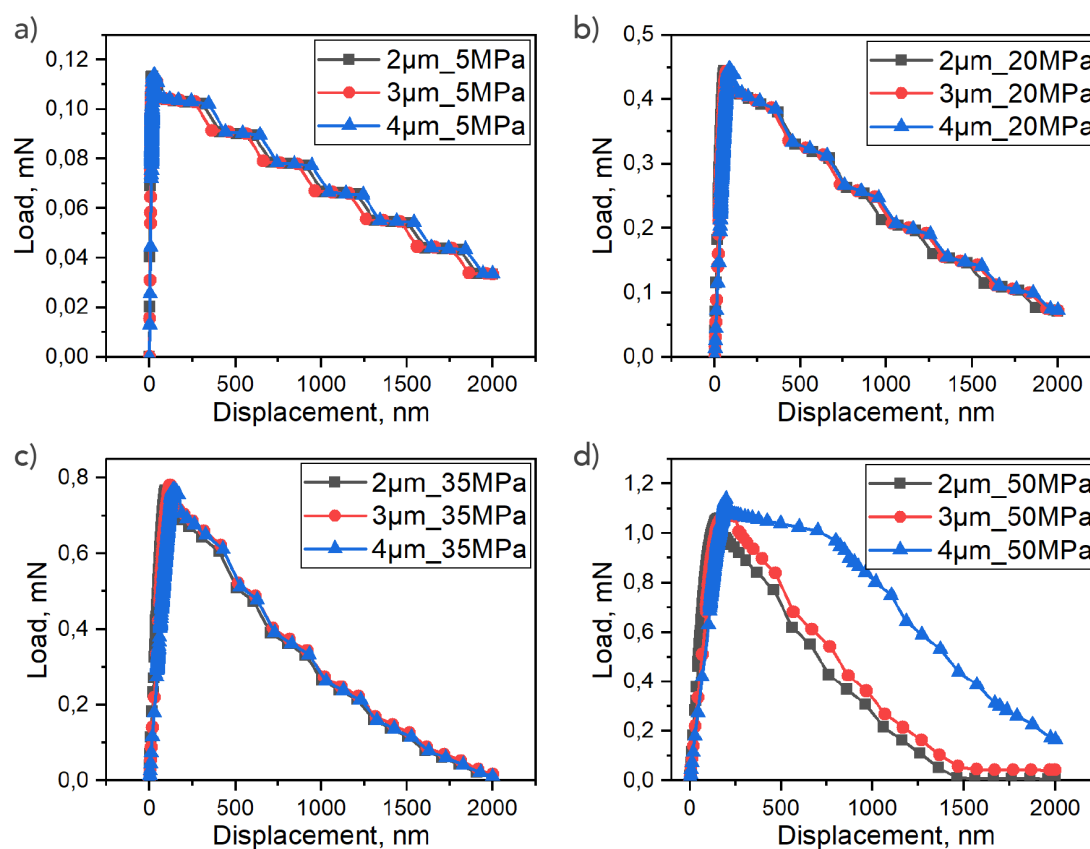 a)
0,12
0,10
0,08
0,06
0,04
0,02
0,00
Load, mN
2µm_5MPa
3µm_5MPa
4µm_5MPa
0 500 1000 1500 2000
Displacement, nm
b)
0,5
0,4
0,3
0,2
0,1
0,0
Load, mN
2µm_20MPa
3µm_20MPa
4µm_20MPa
0 500 1000 1500 2000
Displacement, nm
c)
0,8
0,6
0,4
0,2
0,0
Load, mN
2µm_35MPa
3µm_35MPa
4µm_35MPa
0 500 1000 1500 2000
Displacement, nm
d)
1,2
1,0
0,8
0,6
0,4
0,2
0,0
Load, mN
2µm_50MPa
3µm_50MPa
4µm_50MPa
0 500 1000 1500 2000
Displacement, nm